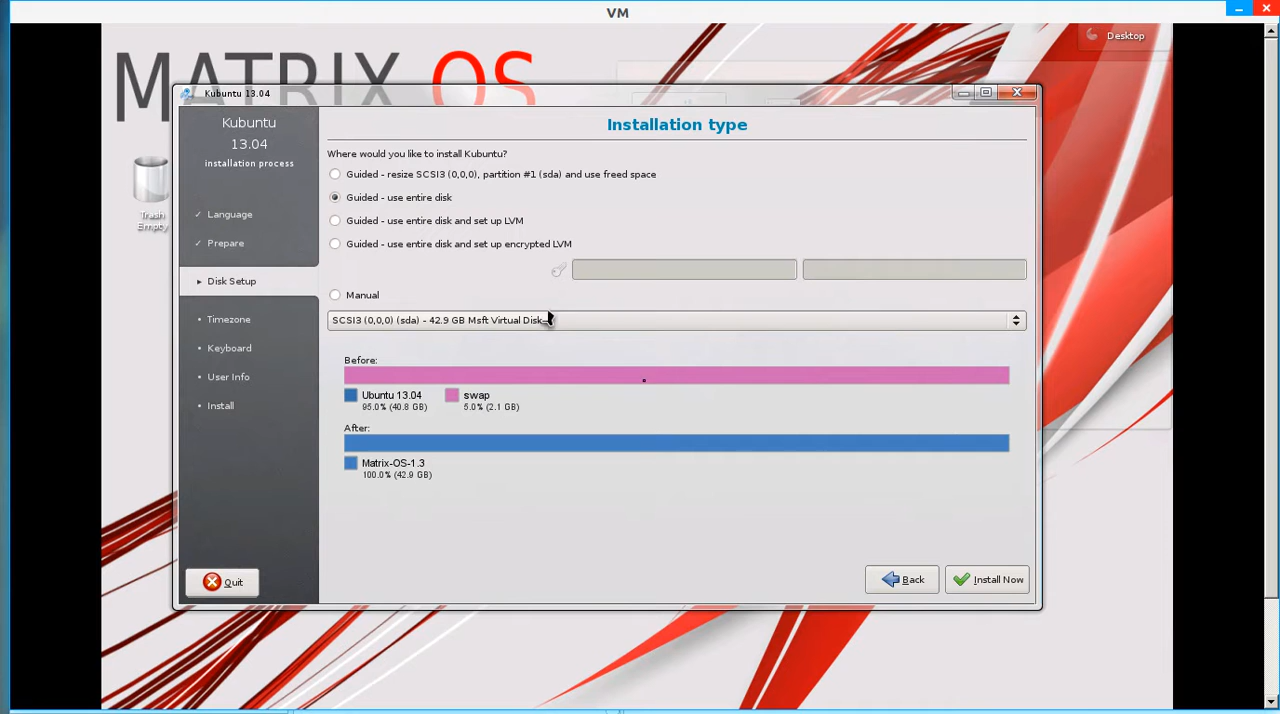 VM
MATRIX OS
Desktop
Kubuntu 13.04
Trash
Empty
Kubuntu
13.04
installation process
✓ Language
✓ Prepare
▸ Disk Setup
• Timezone
• Keyboard
• User Info
• Install
Quit
Installation type
Where would you like to install Kubuntu?
Guided - resize SCSI3 (0,0,0), partition #1 (sda) and use freed space
Guided - use entire disk
Guided - use entire disk and set up LVM
Guided - use entire disk and set up encrypted LVM
Manual
SCSI3 (0,0,0) (sda) - 42.9 GB Msft Virtual Disk
Before:
Ubuntu 13.04 swap
95.0% (40.8 GB) 5.0% (2.1 GB)
After:
Matrix-OS-1.3
100.0% (42.9 GB)
Back Install Now